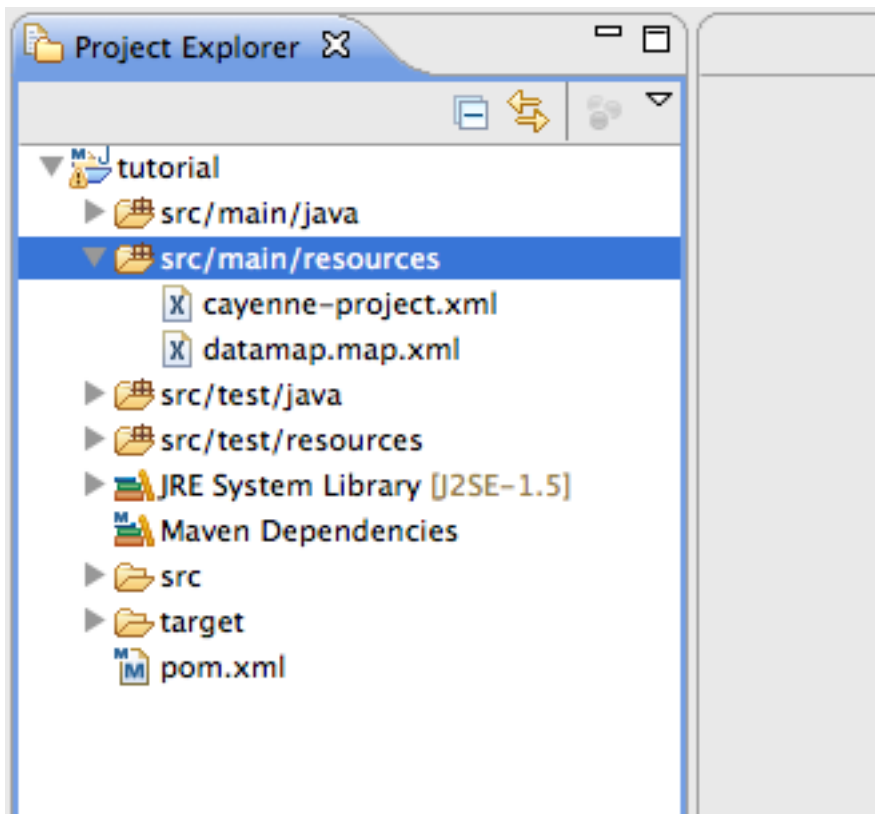 Project Explorer
tutorial
src/main/java
src/main/resources
cayenne-project.xml
datamap.map.xml
src/test/java
src/test/resources
JRE System Library [J2SE-1.5]
Maven Dependencies
src
target
pom.xml